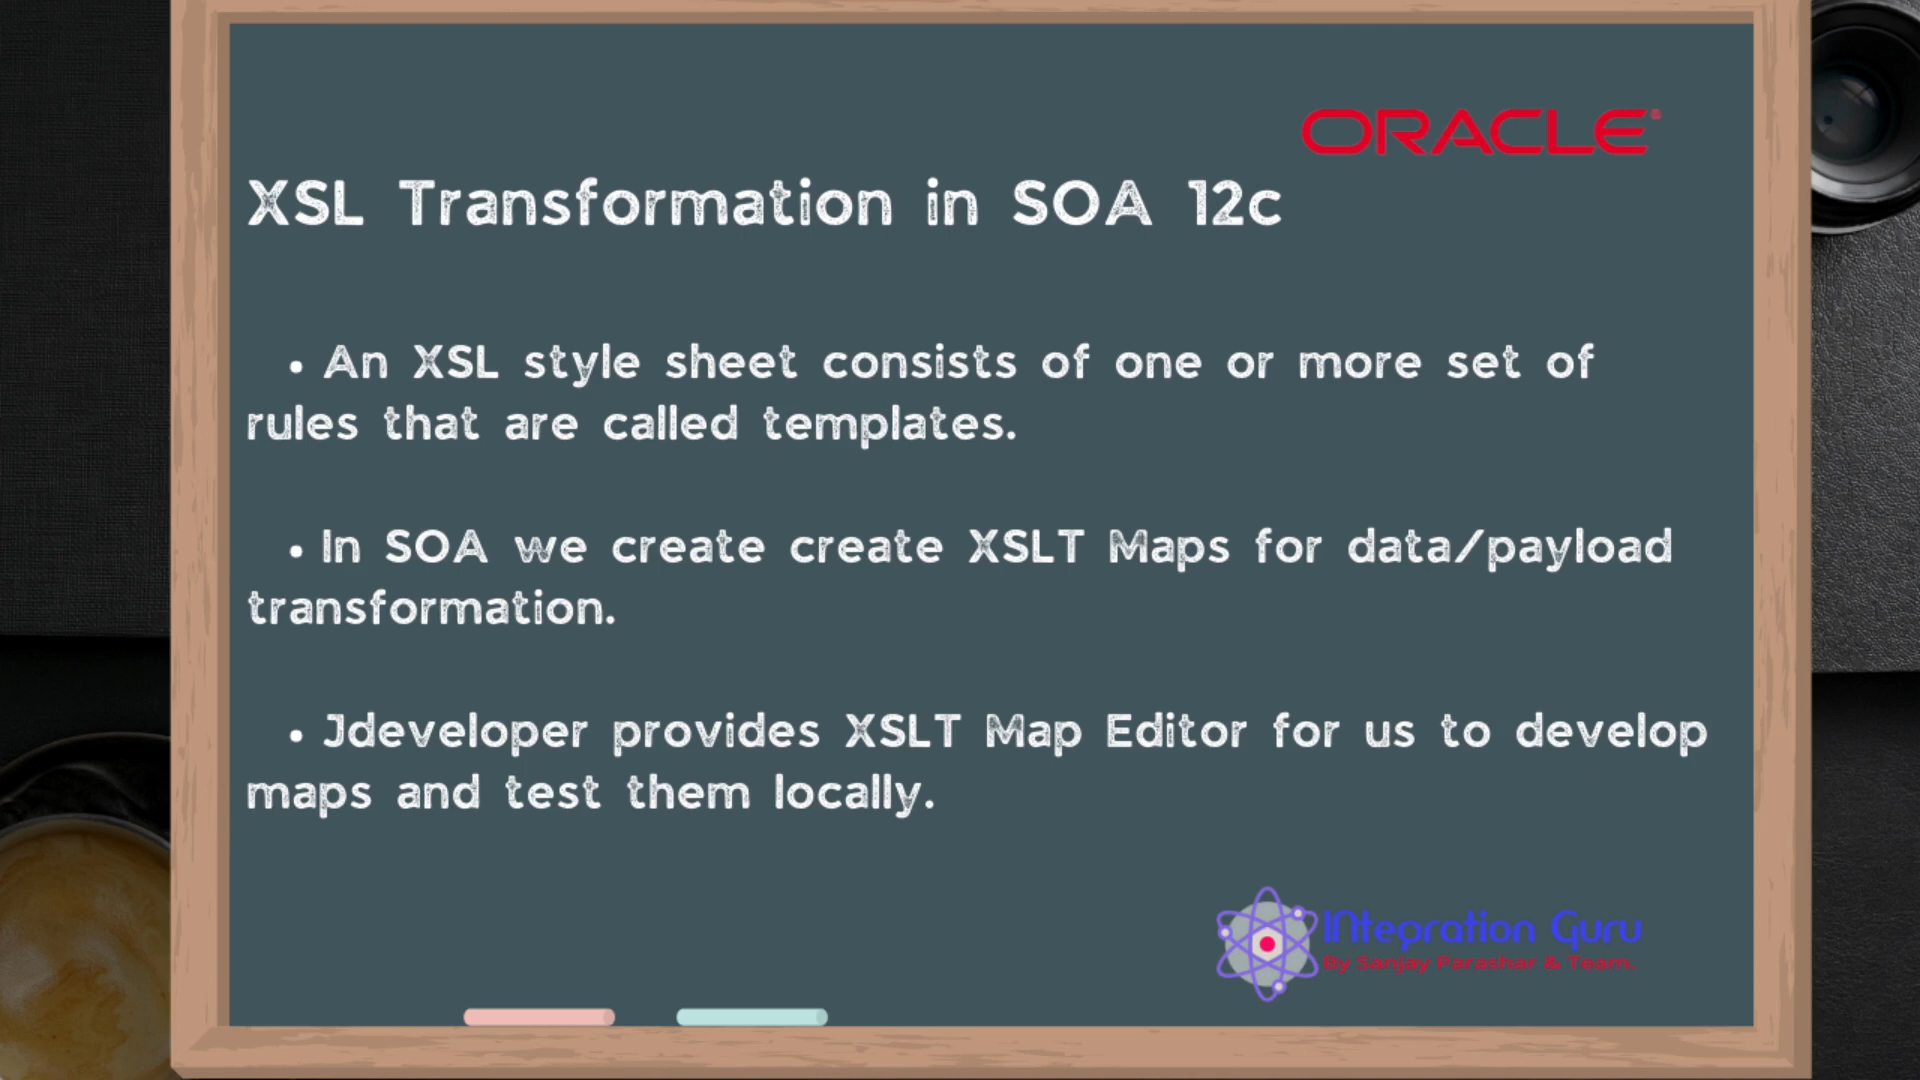 ORACLE®
XSL Transformation in SOA 12c
• An XSL style sheet consists of one or more set of
rules that are called templates.
• In SOA we create create XSLT Maps for data/payload
transformation.
• Jdeveloper provides XSLT Map Editor for us to develop
maps and test them locally.
INtegration Guru
By Sanjay Parashar & Team.